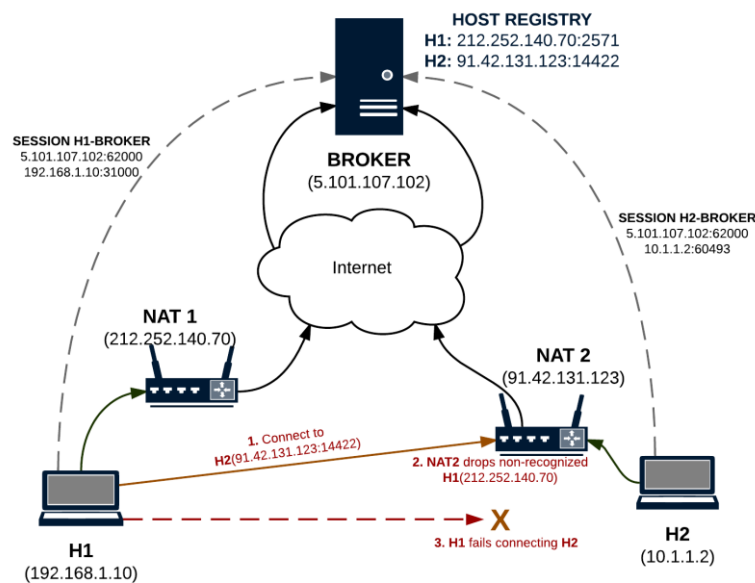 HOST REGISTRY
H1: 212.252.140.70:2571
H2: 91.42.131.123:14422
BROKER
(5.101.107.102)
SESSION H1-BROKER
5.101.107.102:62000
192.168.1.10:31000
SESSION H2-BROKER
5.101.107.102:62000
10.1.1.2:60493
Internet
NAT 1
(212.252.140.70)
NAT 2
(91.42.131.123)
1. Connect to
H2(91.42.131.123:14422)
2. NAT2 drops non-recognized
H1(212.252.140.70)
X
3. H1 fails connecting H2
H1
(192.168.1.10)
H2
(10.1.1.2)